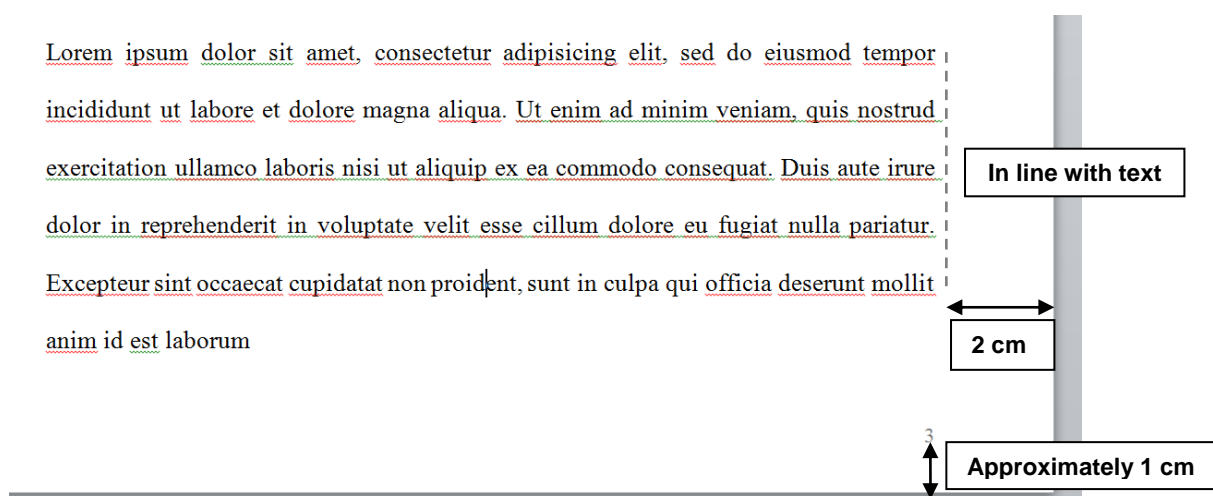 Lorem ipsum dolor sit amet, consectetur adipisicing elit, sed do eiusmod tempor
incididunt ut labore et dolore magna aliqua. Ut enim ad minim veniam, quis nostrud
exercitation ullamco laboris nisi ut aliquip ex ea commodo consequat. Duis aute irure
In line with text
dolor in reprehenderit in voluptate velit esse cillum dolore eu fugiat nulla pariatur.
Excepteur sint occaecat cupidatat non proident, sunt in culpa qui officia deserunt mollit
anim id est laborum
2 cm
3
Approximately 1 cm